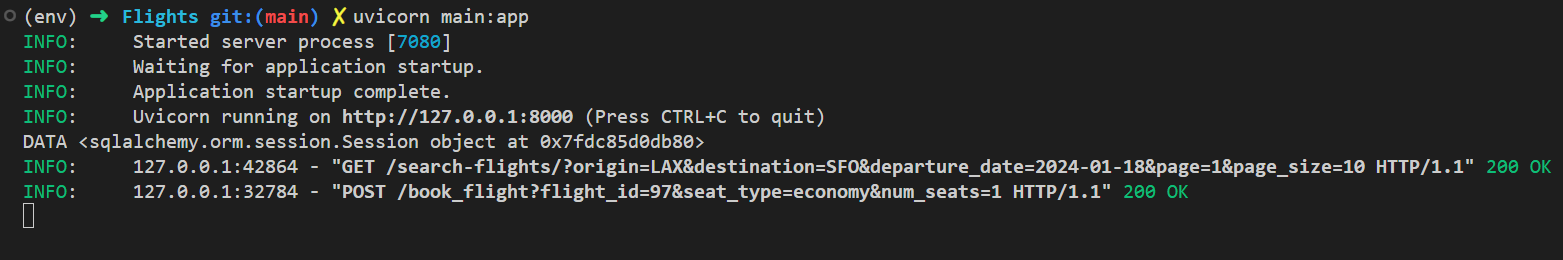 (env) ➜ Flights git:(main) ✗ uvicorn main:app
INFO: Started server process [7080]
INFO: Waiting for application startup.
INFO: Application startup complete.
INFO: Uvicorn running on http://127.0.0.1:8000 (Press CTRL+C to quit)
DATA <sqlalchemy.orm.session.Session object at 0x7fdc85d0db80>
INFO: 127.0.0.1:42864 - "GET /search-flights/?origin=LAX&destination=SFO&departure_date=2024-01-18&page=1&page_size=10 HTTP/1.1" 200 OK
INFO: 127.0.0.1:32784 - "POST /book_flight?flight_id=97&seat_type=economy&num_seats=1 HTTP/1.1" 200 OK